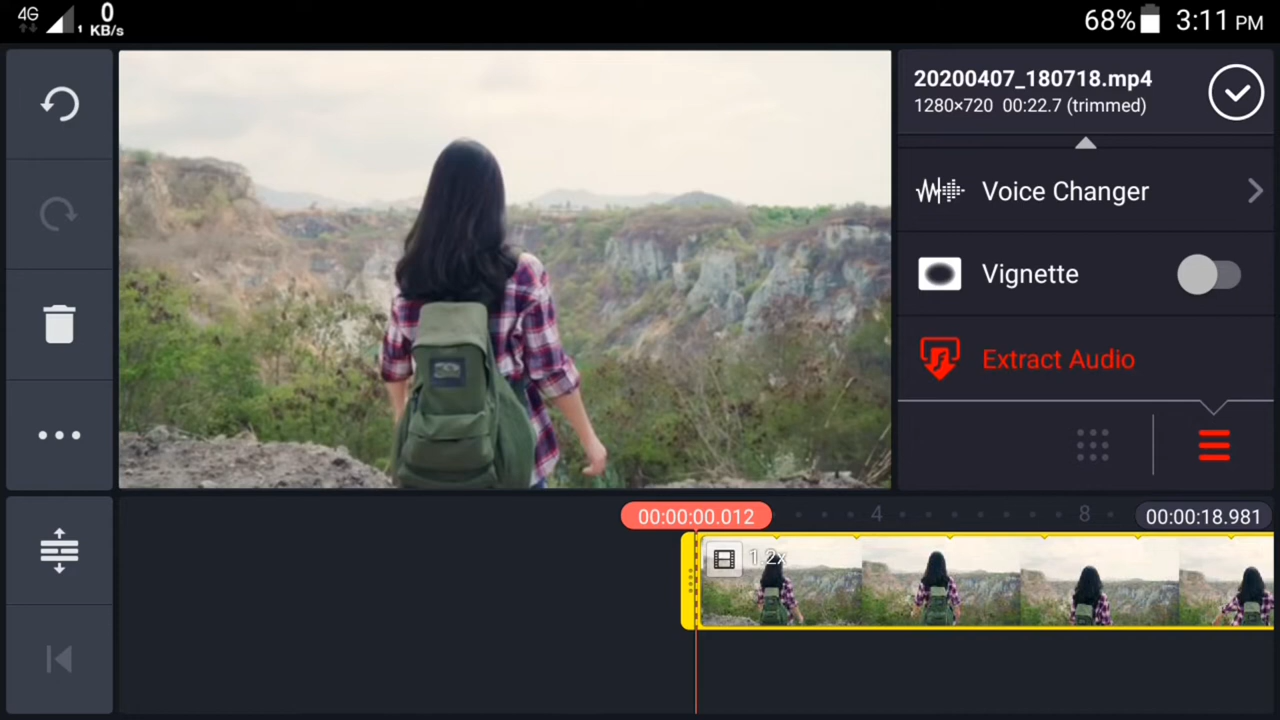 4G
1
0
KB/s
68%
3:11 PM
20200407_180718.mp4
1280×720 00:22.7 (trimmed)
Voice Changer
Vignette
Extract Audio
00:00:00.012
4
8
00:00:18.981
1.2x